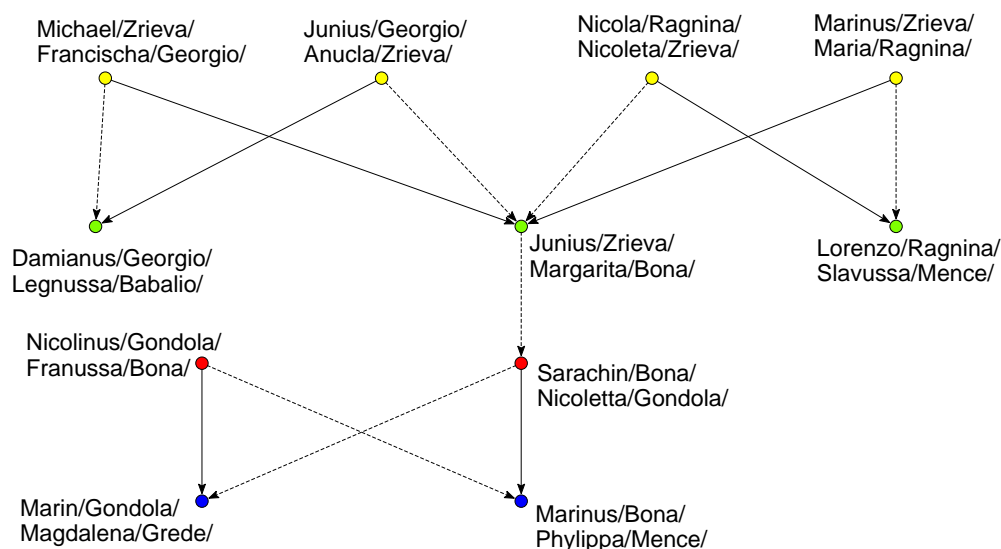 Michael/Zrieva/
Francischa/Georgio/
Junius/Georgio/
Anucla/Zrieva/
Nicola/Ragnina/
Nicoleta/Zrieva/
Marinus/Zrieva/
Maria/Ragnina/
Damianus/Georgio/
Legnussa/Babalio/
Junius/Zrieva/
Margarita/Bona/
Lorenzo/Ragnina/
Slavussa/Mence/
Nicolinus/Gondola/
Franussa/Bona/
Sarachin/Bona/
Nicoletta/Gondola/
Marin/Gondola/
Magdalena/Grede/
Marinus/Bona/
Phylippa/Mence/